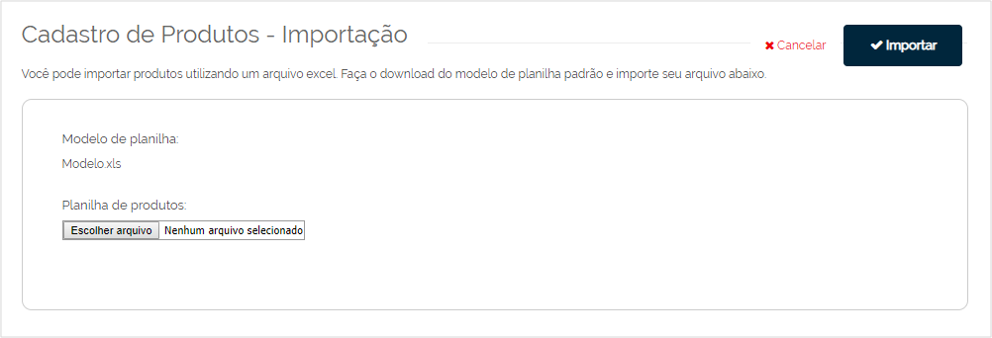 Cadastro de Produtos - Importação
Cancelar
Importar
Você pode importar produtos utilizando um arquivo excel. Faça o download do modelo de planilha padrão e importe seu arquivo abaixo.
Modelo de planilha:
Modelo.xls
Planilha de produtos:
Escolher arquivo Nenhum arquivo selecionado